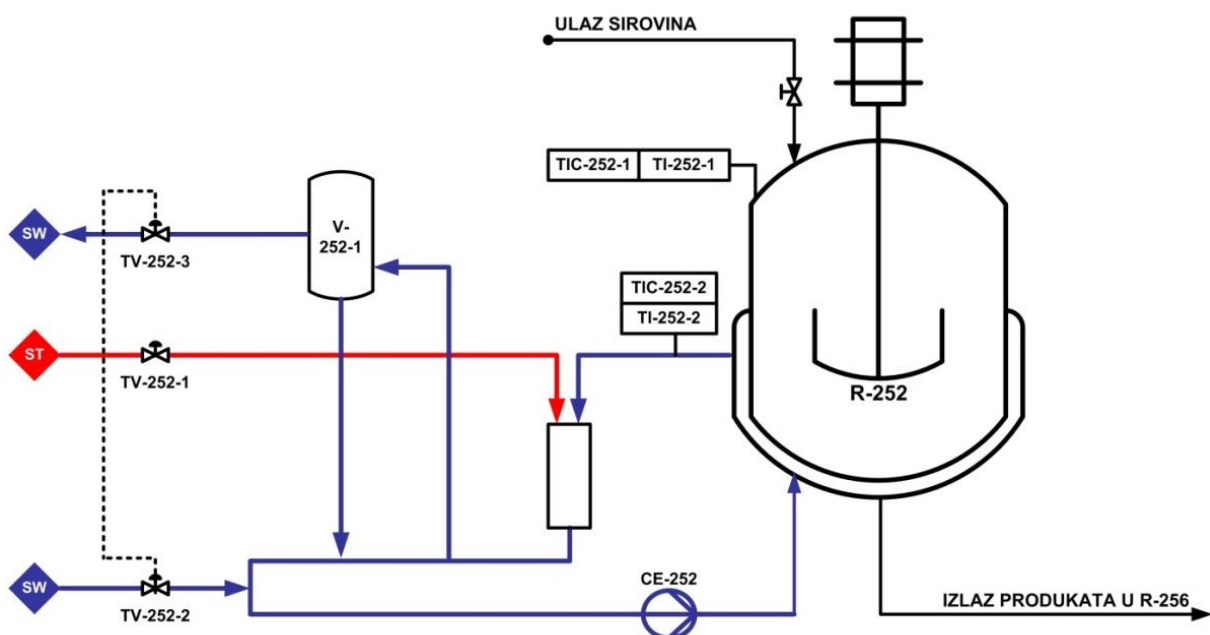 ULAZ SIROVINA
TIC-252-1
TI-252-1
V-
252-1
SW
TV-252-3
TIC-252-2
TI-252-2
ST
TV-252-1
R-252
SW
TV-252-2
CE-252
IZLAZ PRODUKATA U R-256